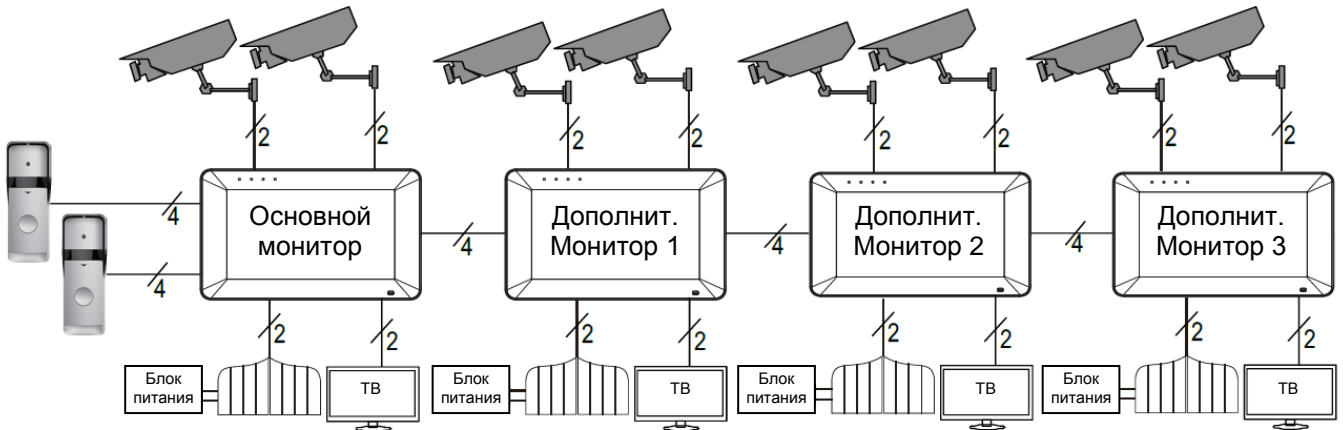 2
2
2
2
2
2
2
4
4
Основной
монитор
4
Дополнит.
Монитор 1
4
Дополнит.
Монитор 2
4
Дополнит.
Монитор 3
2
2
2
2
2
2
2
2
Блок
питания
ТВ
Блок
питания
ТВ
Блок
питания
ТВ
Блок
питания
ТВ